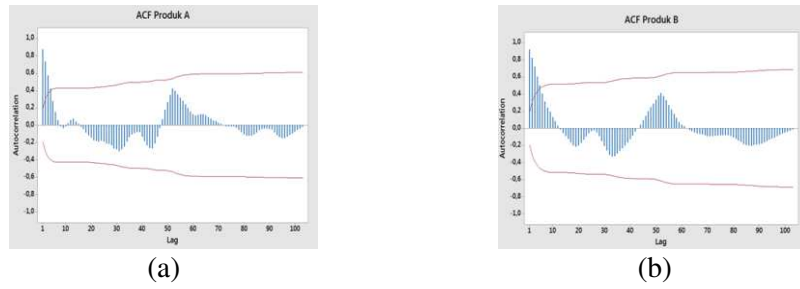 ACF Produk A
1,0
0,8
0,6
0,4
0,2
0,0
-0,2
-0,4
-0,6
-0,8
-1,0
Autocorrelation
1 10 20 30 40 50 60 70 80 90 100
Lag
(a)
ACF Produk B
1,0
0,8
0,6
0,4
0,2
0,0
-0,2
-0,4
-0,6
-0,8
-1,0
Autocorrelation
1 10 20 30 40 50 60 70 80 90 100
Lag
(b)